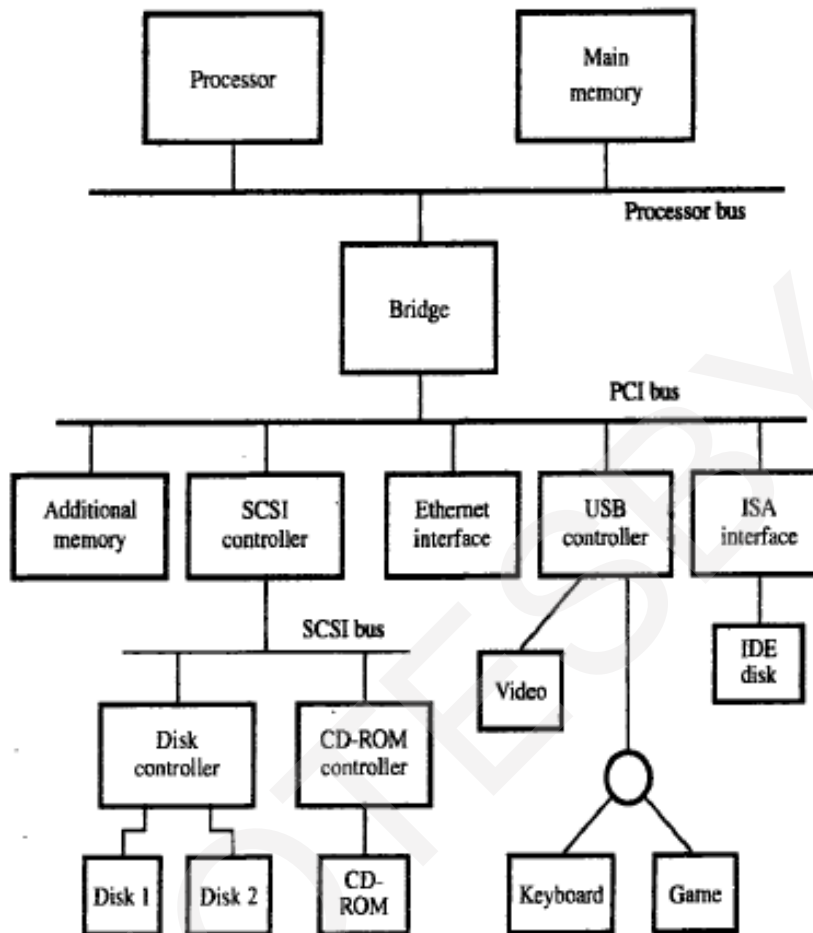 Processor
Main
memory
Processor bus
Bridge
PCI bus
Additional
memory
SCSI
controller
Ethernet
interface
USB
controller
ISA
interface
SCSI bus
Video
IDE
disk
Disk
controller
CD-ROM
controller
Disk 1
Disk 2
CD-
ROM
Keyboard
Game
OTESBY